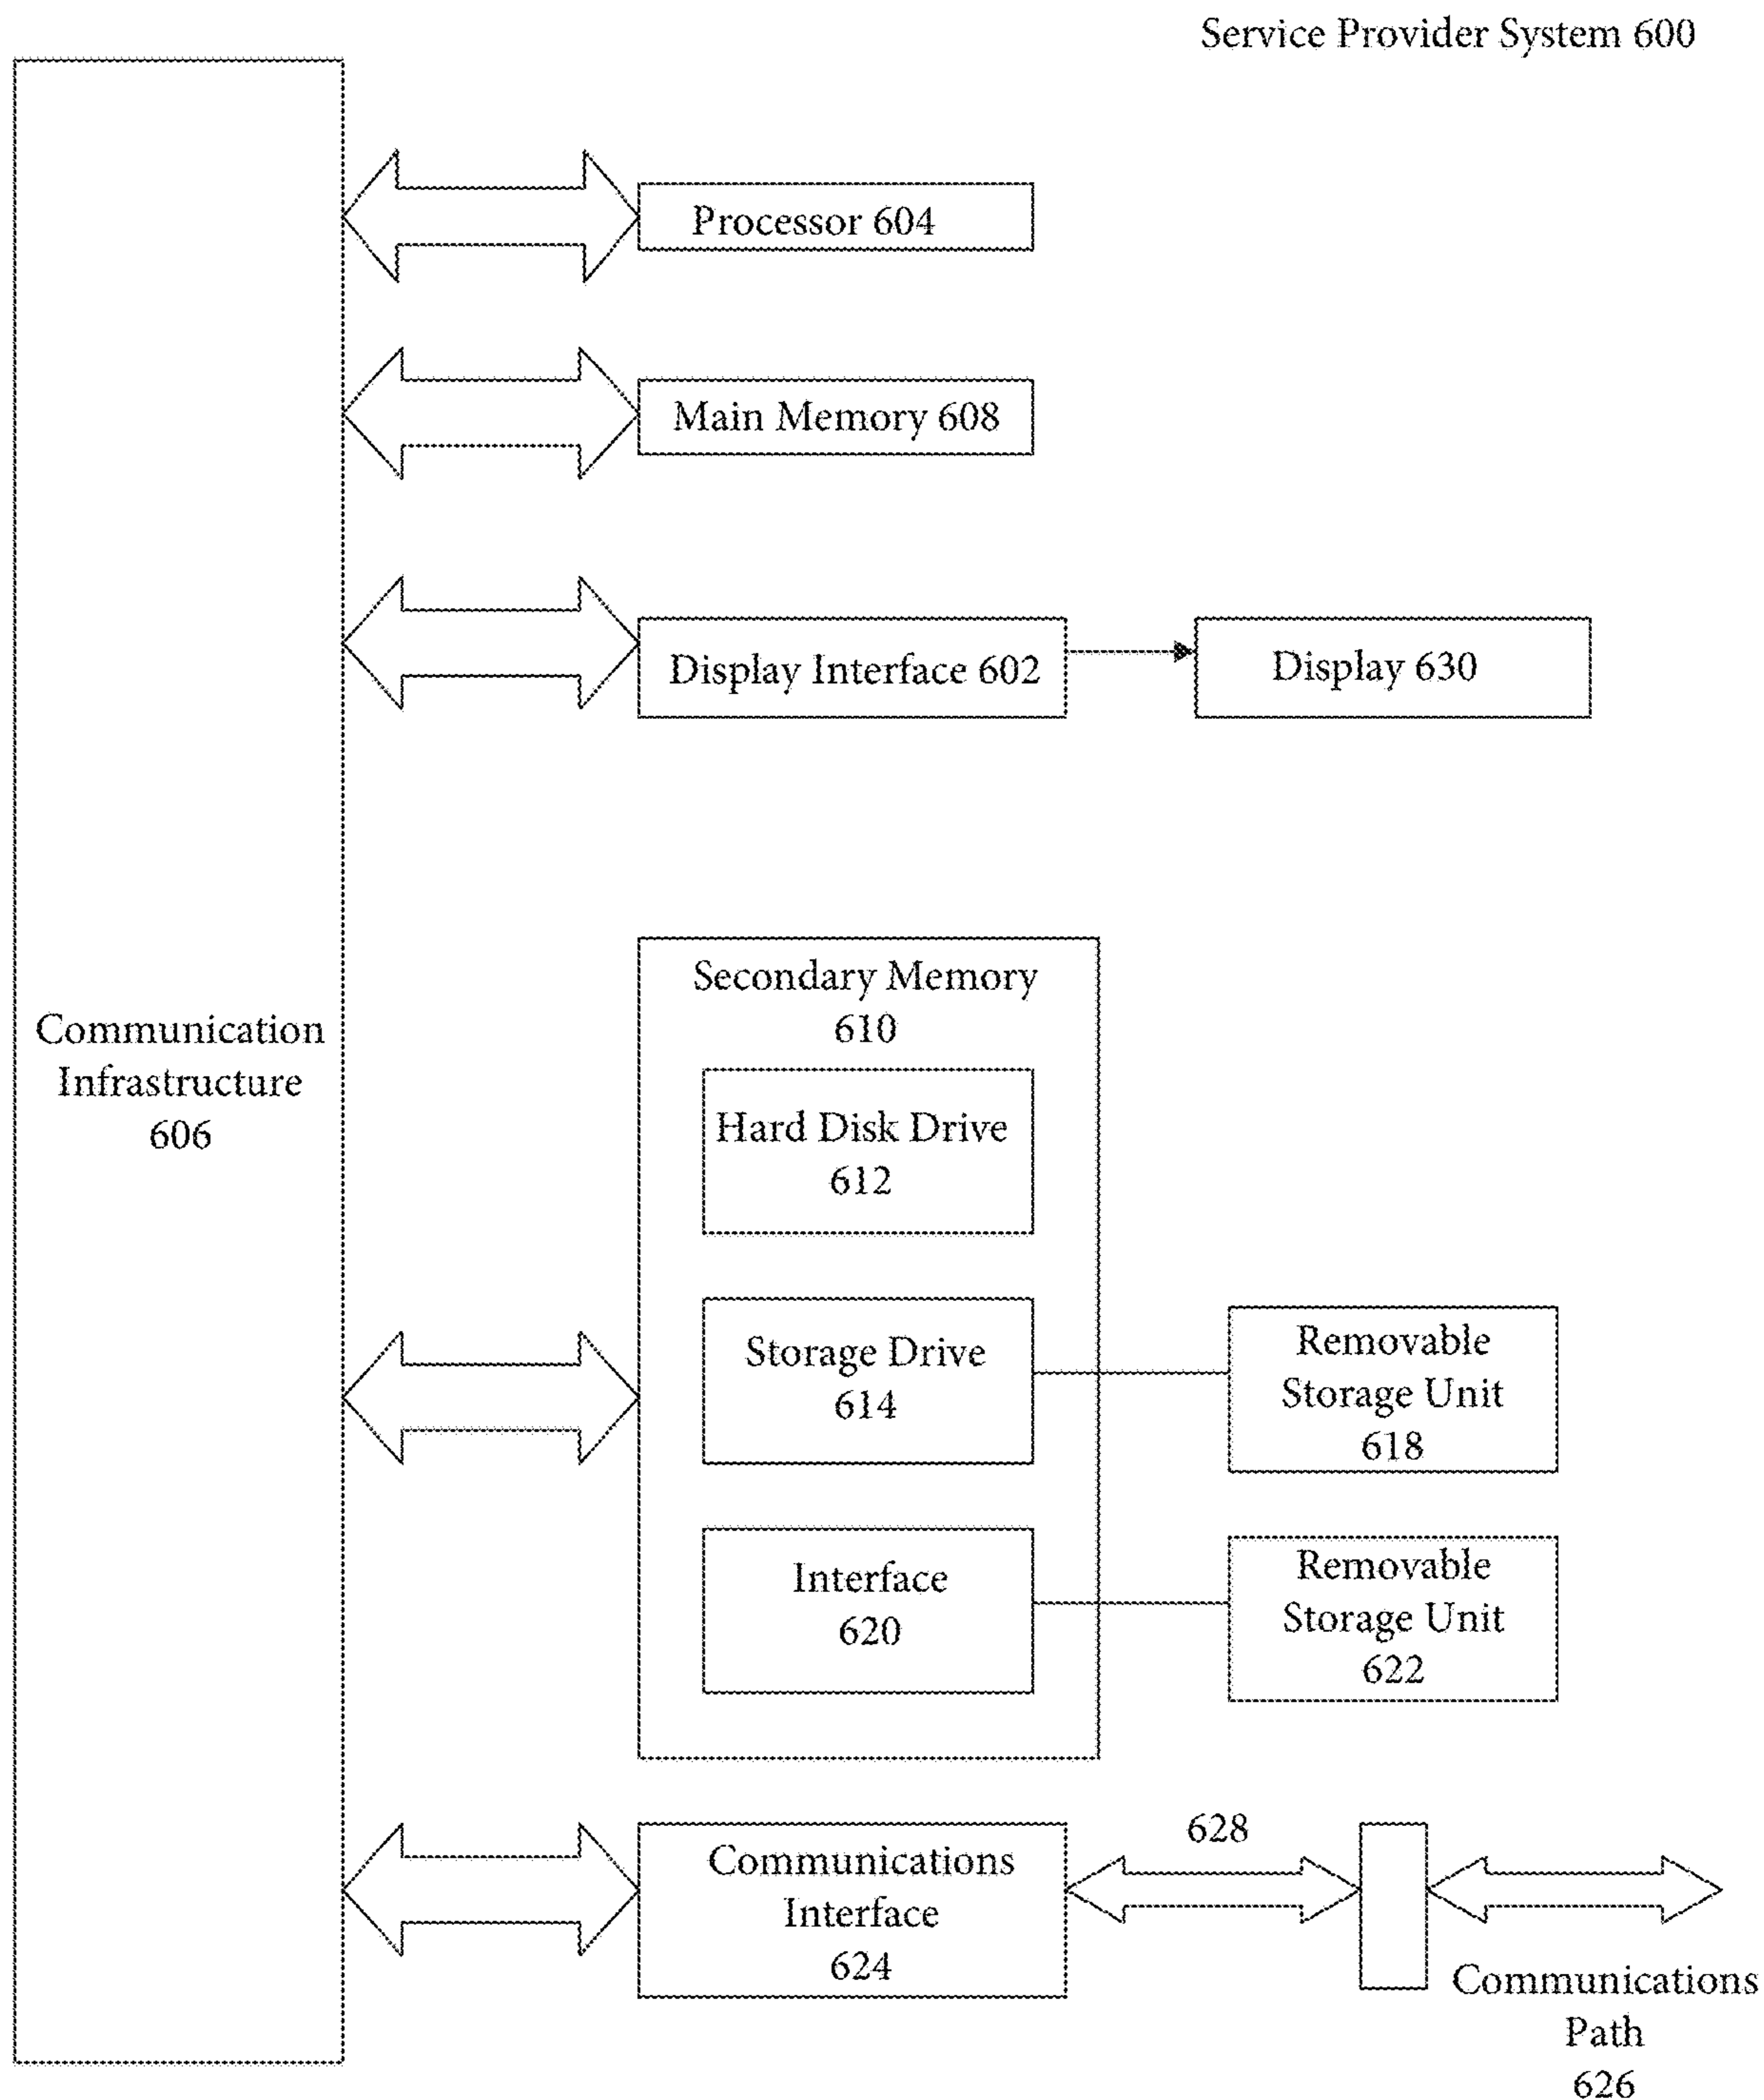 Service Provider System 600
Processor 604
Main Memory 608
Display Interface 602
Display 630
Communication
Infrastructure
606
Secondary Memory
610
Hard Disk Drive
612
Storage Drive
614
Removable
Storage Unit
618
Interface
620
Removable
Storage Unit
622
Communications
Interface
624
628
Communications
Path
626